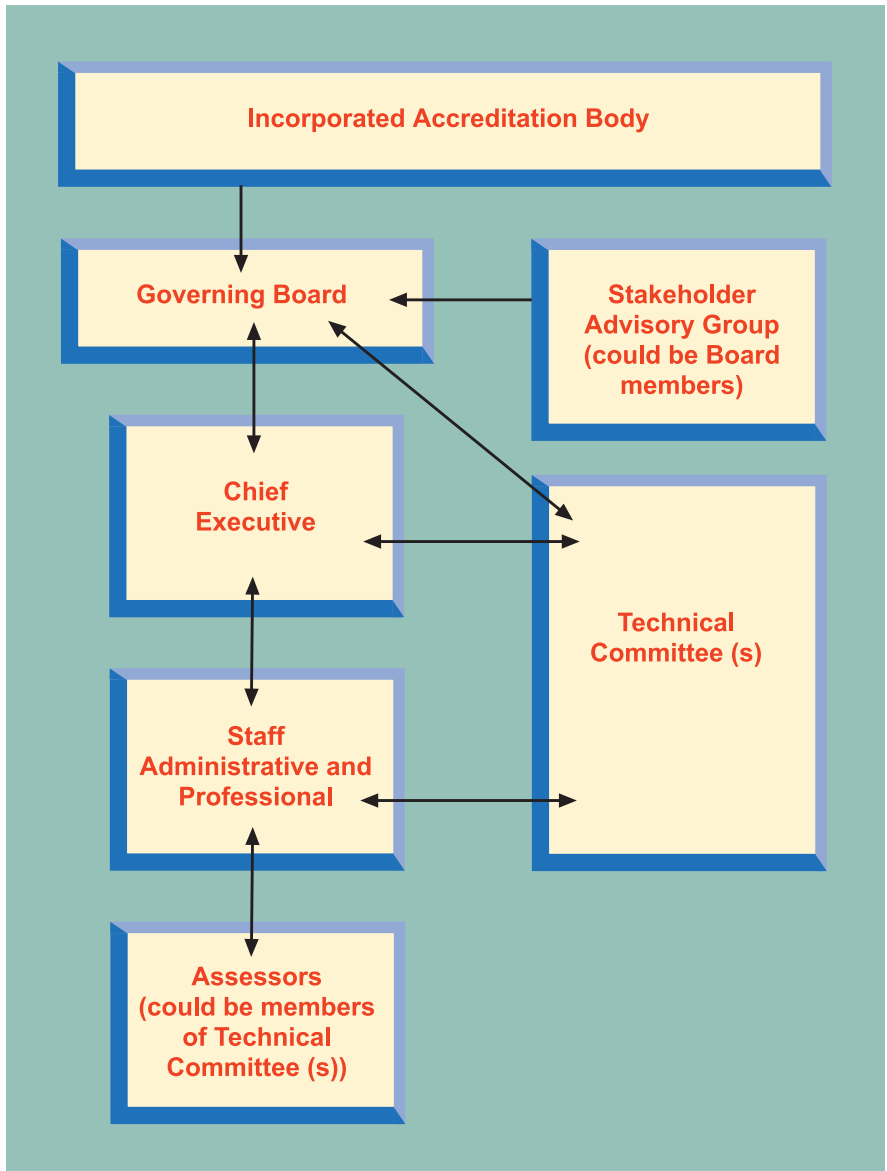 Incorporated Accreditation Body
Governing Board
Stakeholder
Advisory Group
(could be Board
members)
Chief
Executive
Technical
Committee (s)
Staff
Administrative and
Professional
Assessors
(could be members
of Technical
Committee (s))